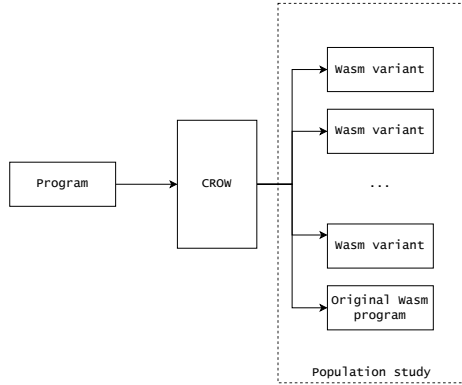 Wasm variant
Wasm variant
Program
CROW
...
Wasm variant
Original Wasm
program
Population study